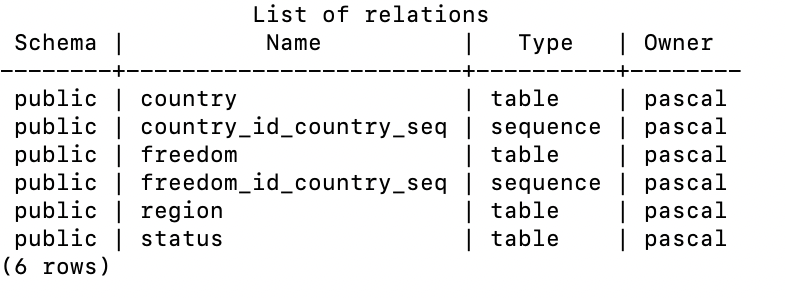 List of relations
 Schema |             Name              |    Type    | Owner
--------+-------------------------+----------+--------
 public | country                 | table    | pascal
 public | country_id_country_seq | sequence | pascal
 public | freedom                 | table    | pascal
 public | freedom_id_country_seq | sequence | pascal
 public | region                  | table    | pascal
 public | status                  | table    | pascal
(6 rows)